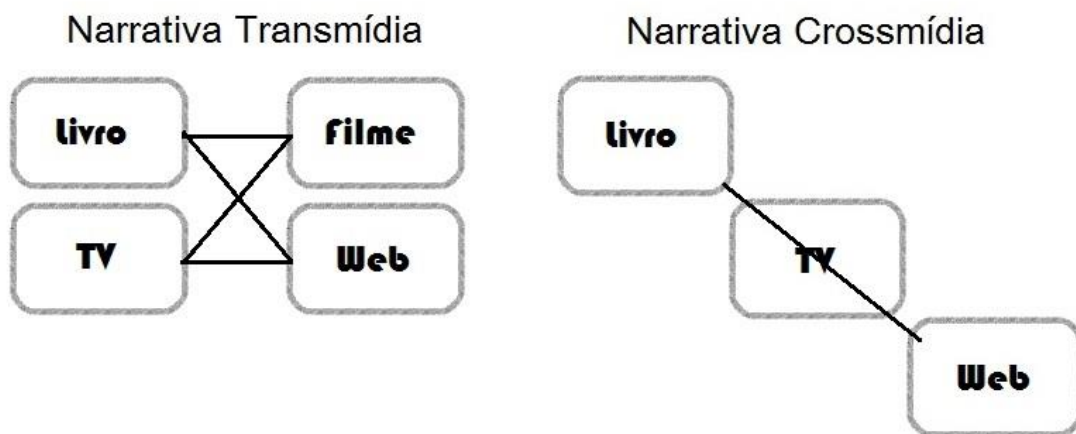 Narrativa Transmídia
Livro
Filme
TV
Web
Narrativa Crossmídia
Livro
TV
Web